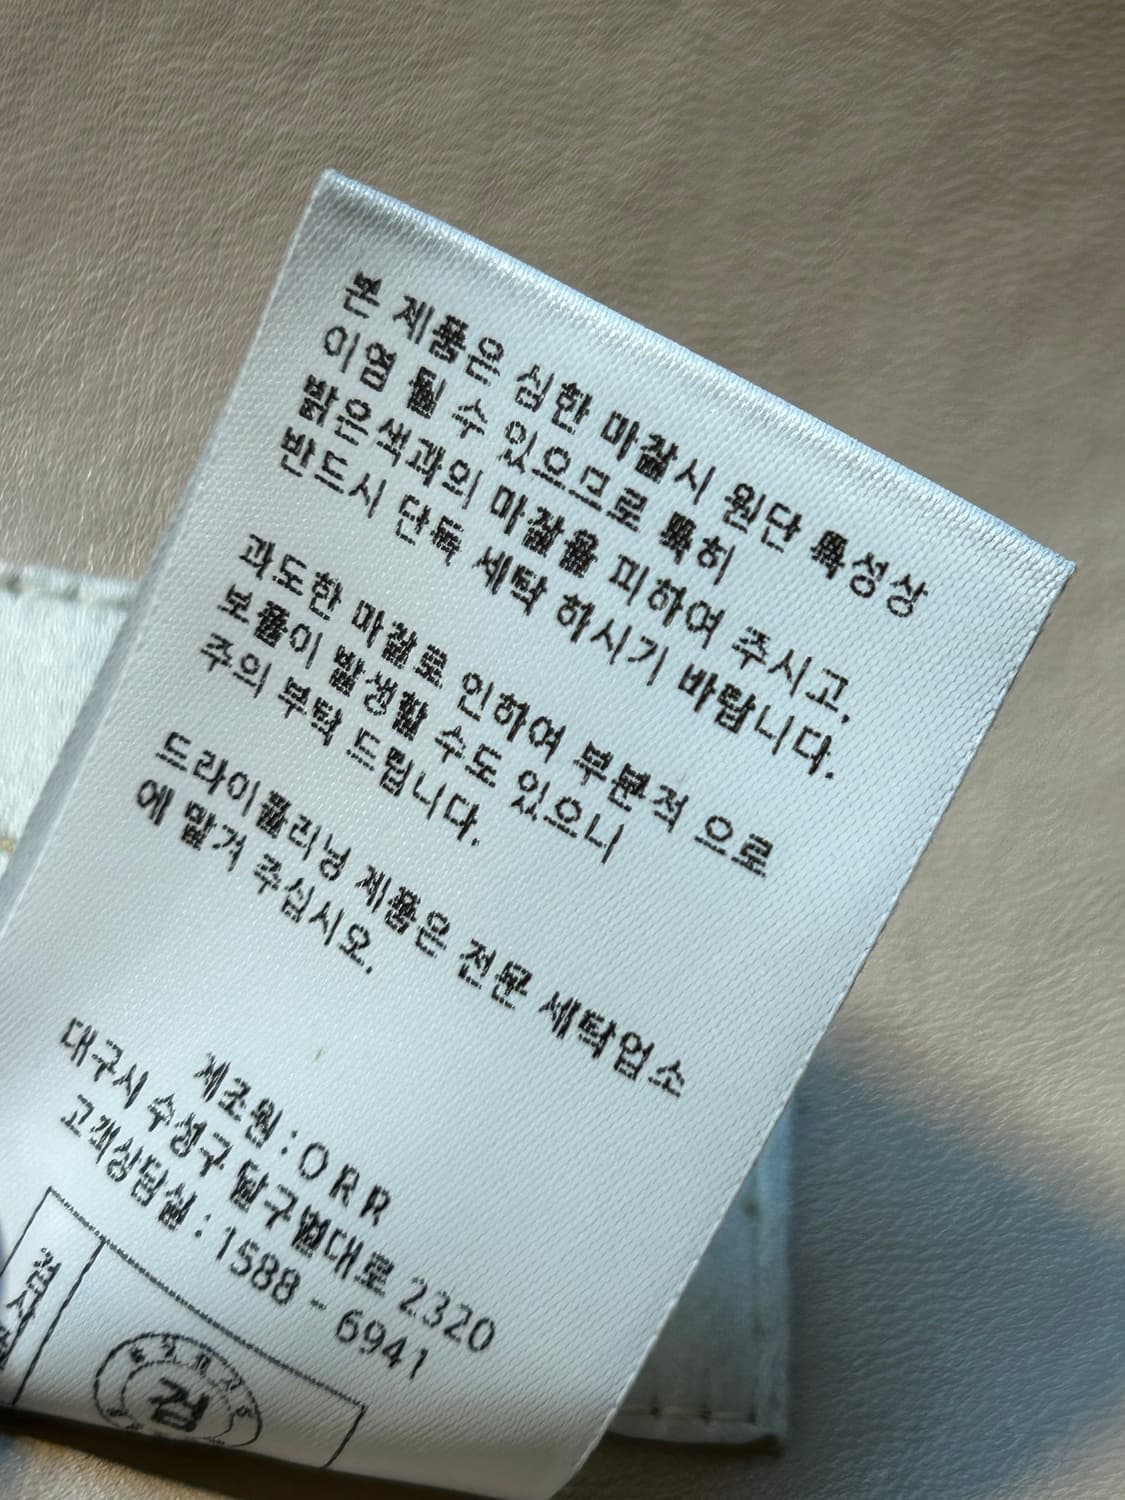 본 제품은 심한 마찰시 원단 특성상
이염 될 수 있으므로 특히
밝은색과의 마찰을 피하여 주시고,
반드시 단독 세탁 하시기 바랍니다.
과도한 마찰로 인하여 부분적 으로
보풀이 발생할 수도 있으니
주의 부탁 드립니다.
드라이클리닝 제품은 전문 세탁업소
에 맡겨 주십시오.
제조원 : ORR
대구시 수성구 달구벌대로 2320
고객상담실 : 1588 - 6941
검